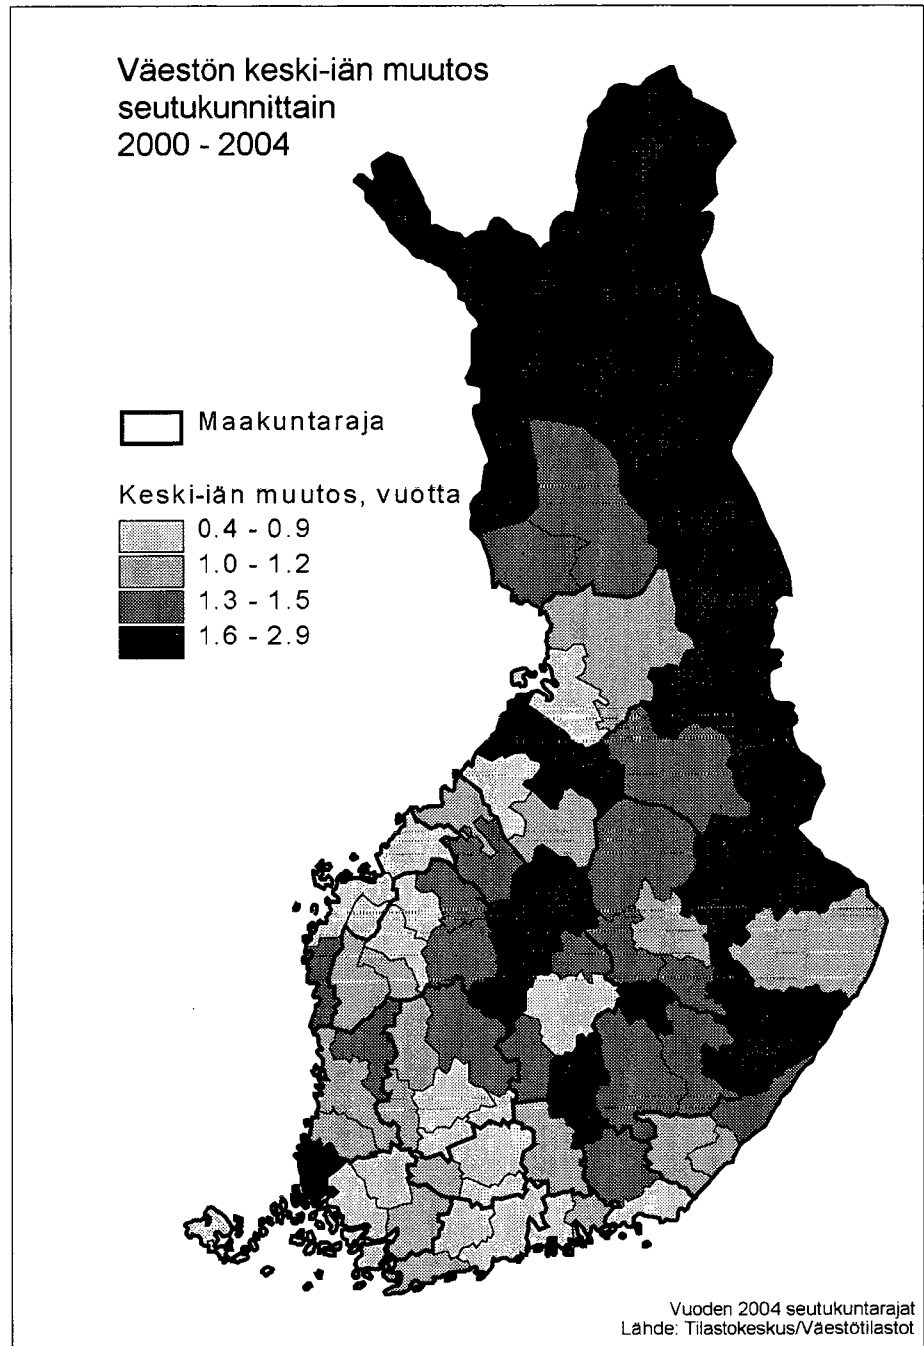 Väestön keski-iän muutos
seutukunnittain
2000 - 2004
Maakuntaraja
Keski-iän muutos, vuotta
0.4 - 0.9
1.0 - 1.2
1.3 - 1.5
1.6 - 2.9
Vuoden 2004 seutukuntarajat
Lähde: Tilastokeskus/Väestötilastot